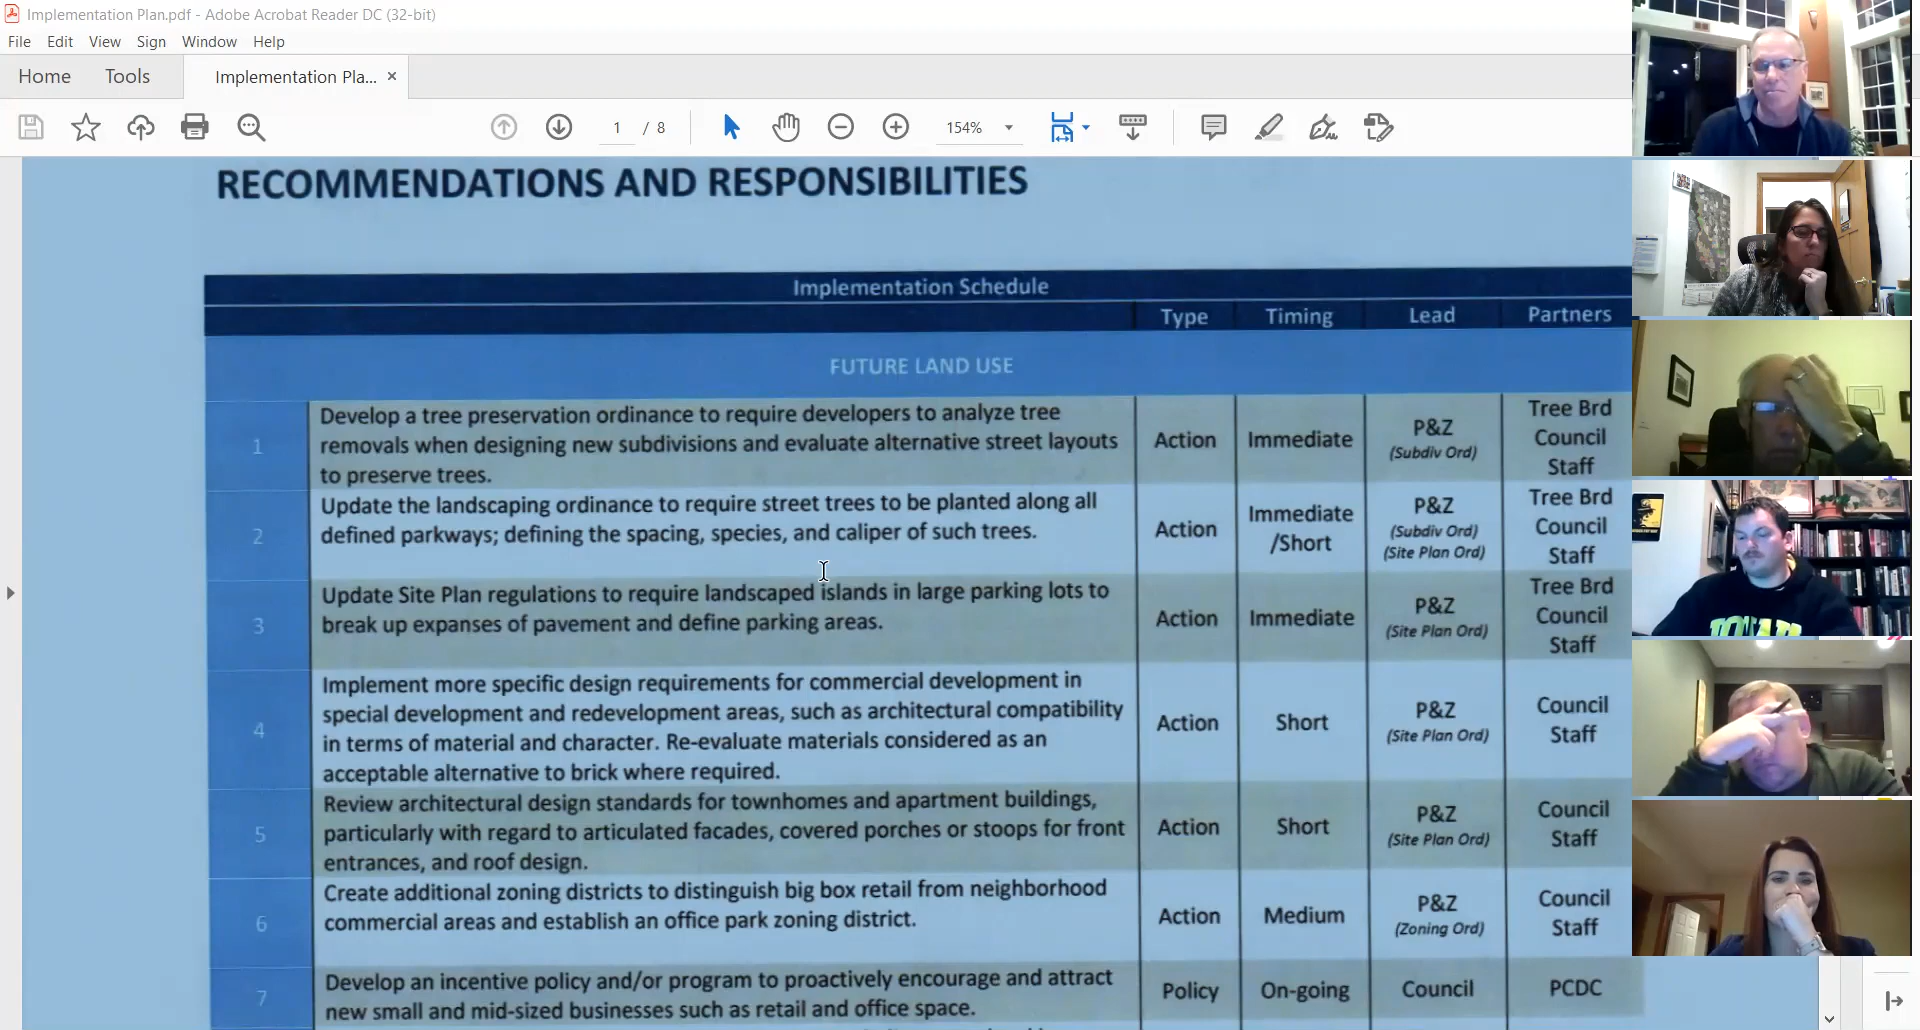 Implementation Plan.pdf - Adobe Acrobat Reader DC (32-bit)
File Edit View Sign Window Help
Home Tools Implementation Pla... ×
1 / 8 154%
RECOMMENDATIONS AND RESPONSIBILITIES
Implementation Schedule
Type Timing Lead Partners
FUTURE LAND USE
1
Develop a tree preservation ordinance to require developers to analyze tree
removals when designing new subdivisions and evaluate alternative street layouts
to preserve trees.
Action
Immediate
P&Z
(Subdiv Ord)
Tree Brd
Council
Staff
2
Update the landscaping ordinance to require street trees to be planted along all
defined parkways; defining the spacing, species, and caliper of such trees.
Action
Immediate
/Short
P&Z
(Subdiv Ord)
(Site Plan Ord)
Tree Brd
Council
Staff
3
Update Site Plan regulations to require landscaped islands in large parking lots to
break up expanses of pavement and define parking areas.
Action
Immediate
P&Z
(Site Plan Ord)
Tree Brd
Council
Staff
4
Implement more specific design requirements for commercial development in
special development and redevelopment areas, such as architectural compatibility
in terms of material and character. Re-evaluate materials considered as an
acceptable alternative to brick where required.
Action
Short
P&Z
(Site Plan Ord)
Council
Staff
5
Review architectural design standards for townhomes and apartment buildings,
particularly with regard to articulated facades, covered porches or stoops for front
entrances, and roof design.
Action
Short
P&Z
(Site Plan Ord)
Council
Staff
6
Create additional zoning districts to distinguish big box retail from neighborhood
commercial areas and establish an office park zoning district.
Action
Medium
P&Z
(Zoning Ord)
Council
Staff
7
Develop an incentive policy and/or program to proactively encourage and attract
new small and mid-sized businesses such as retail and office space.
Policy
On-going
Council
PCDC